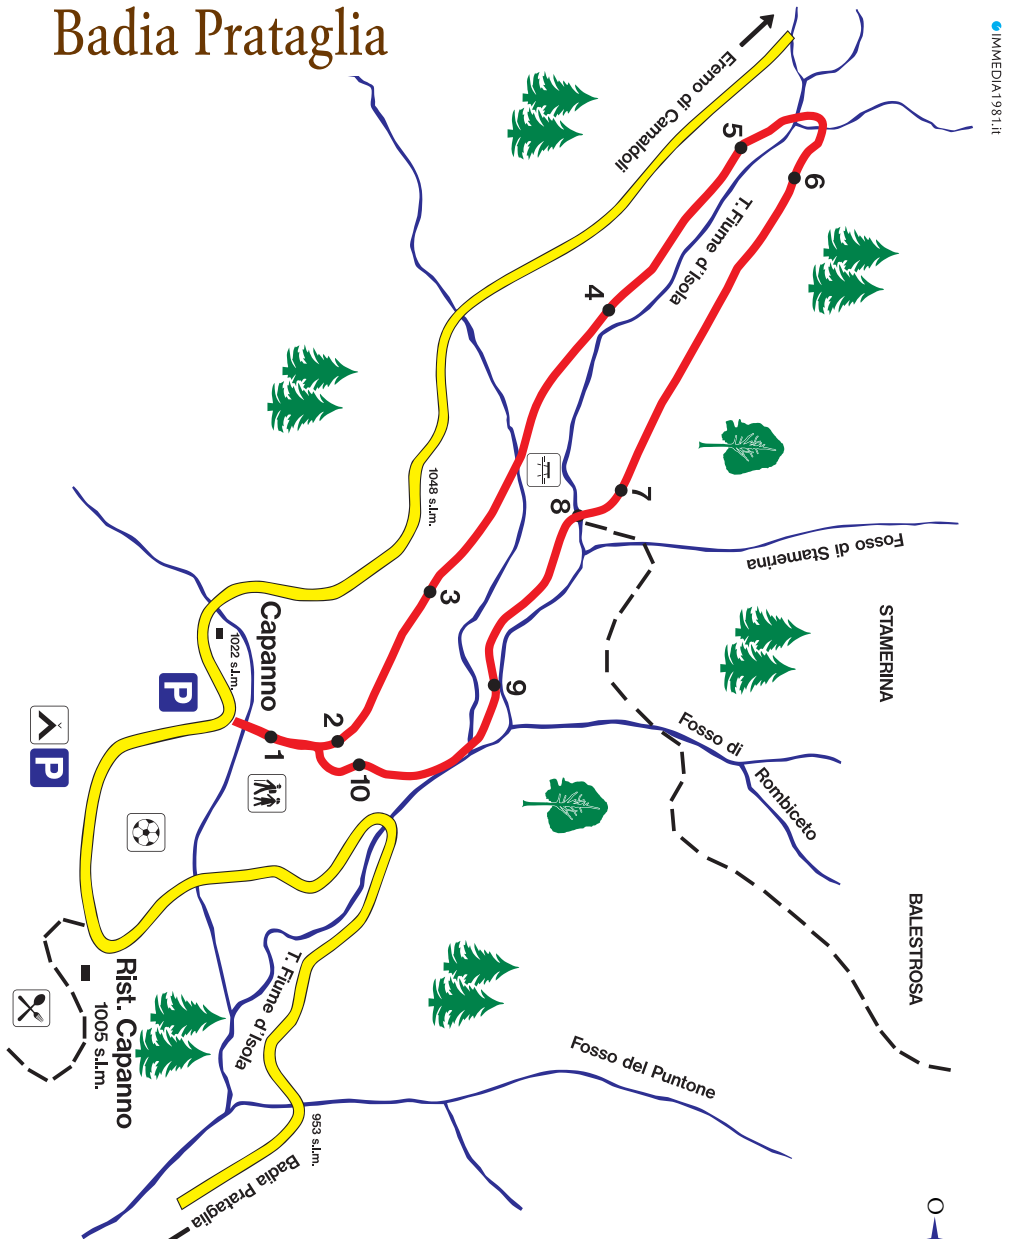 Badia Prataglia
IMMEDIA1981.it
Eremo di Camaldoli
5
6
T. Fiume d'Isola
4
1048 s.l.m.
7
8
Fosso di Stamerina
3
Capanno
1022 s.l.m.
STAMERINA
P
9
2
1
10
Fosso di
Rombiceto
P
BALESTROSA
Rist. Capanno
1005 s.l.m.
T. Fiume d'Isola
Fosso del Puntone
953 s.l.m.
Badia Prataglia
O